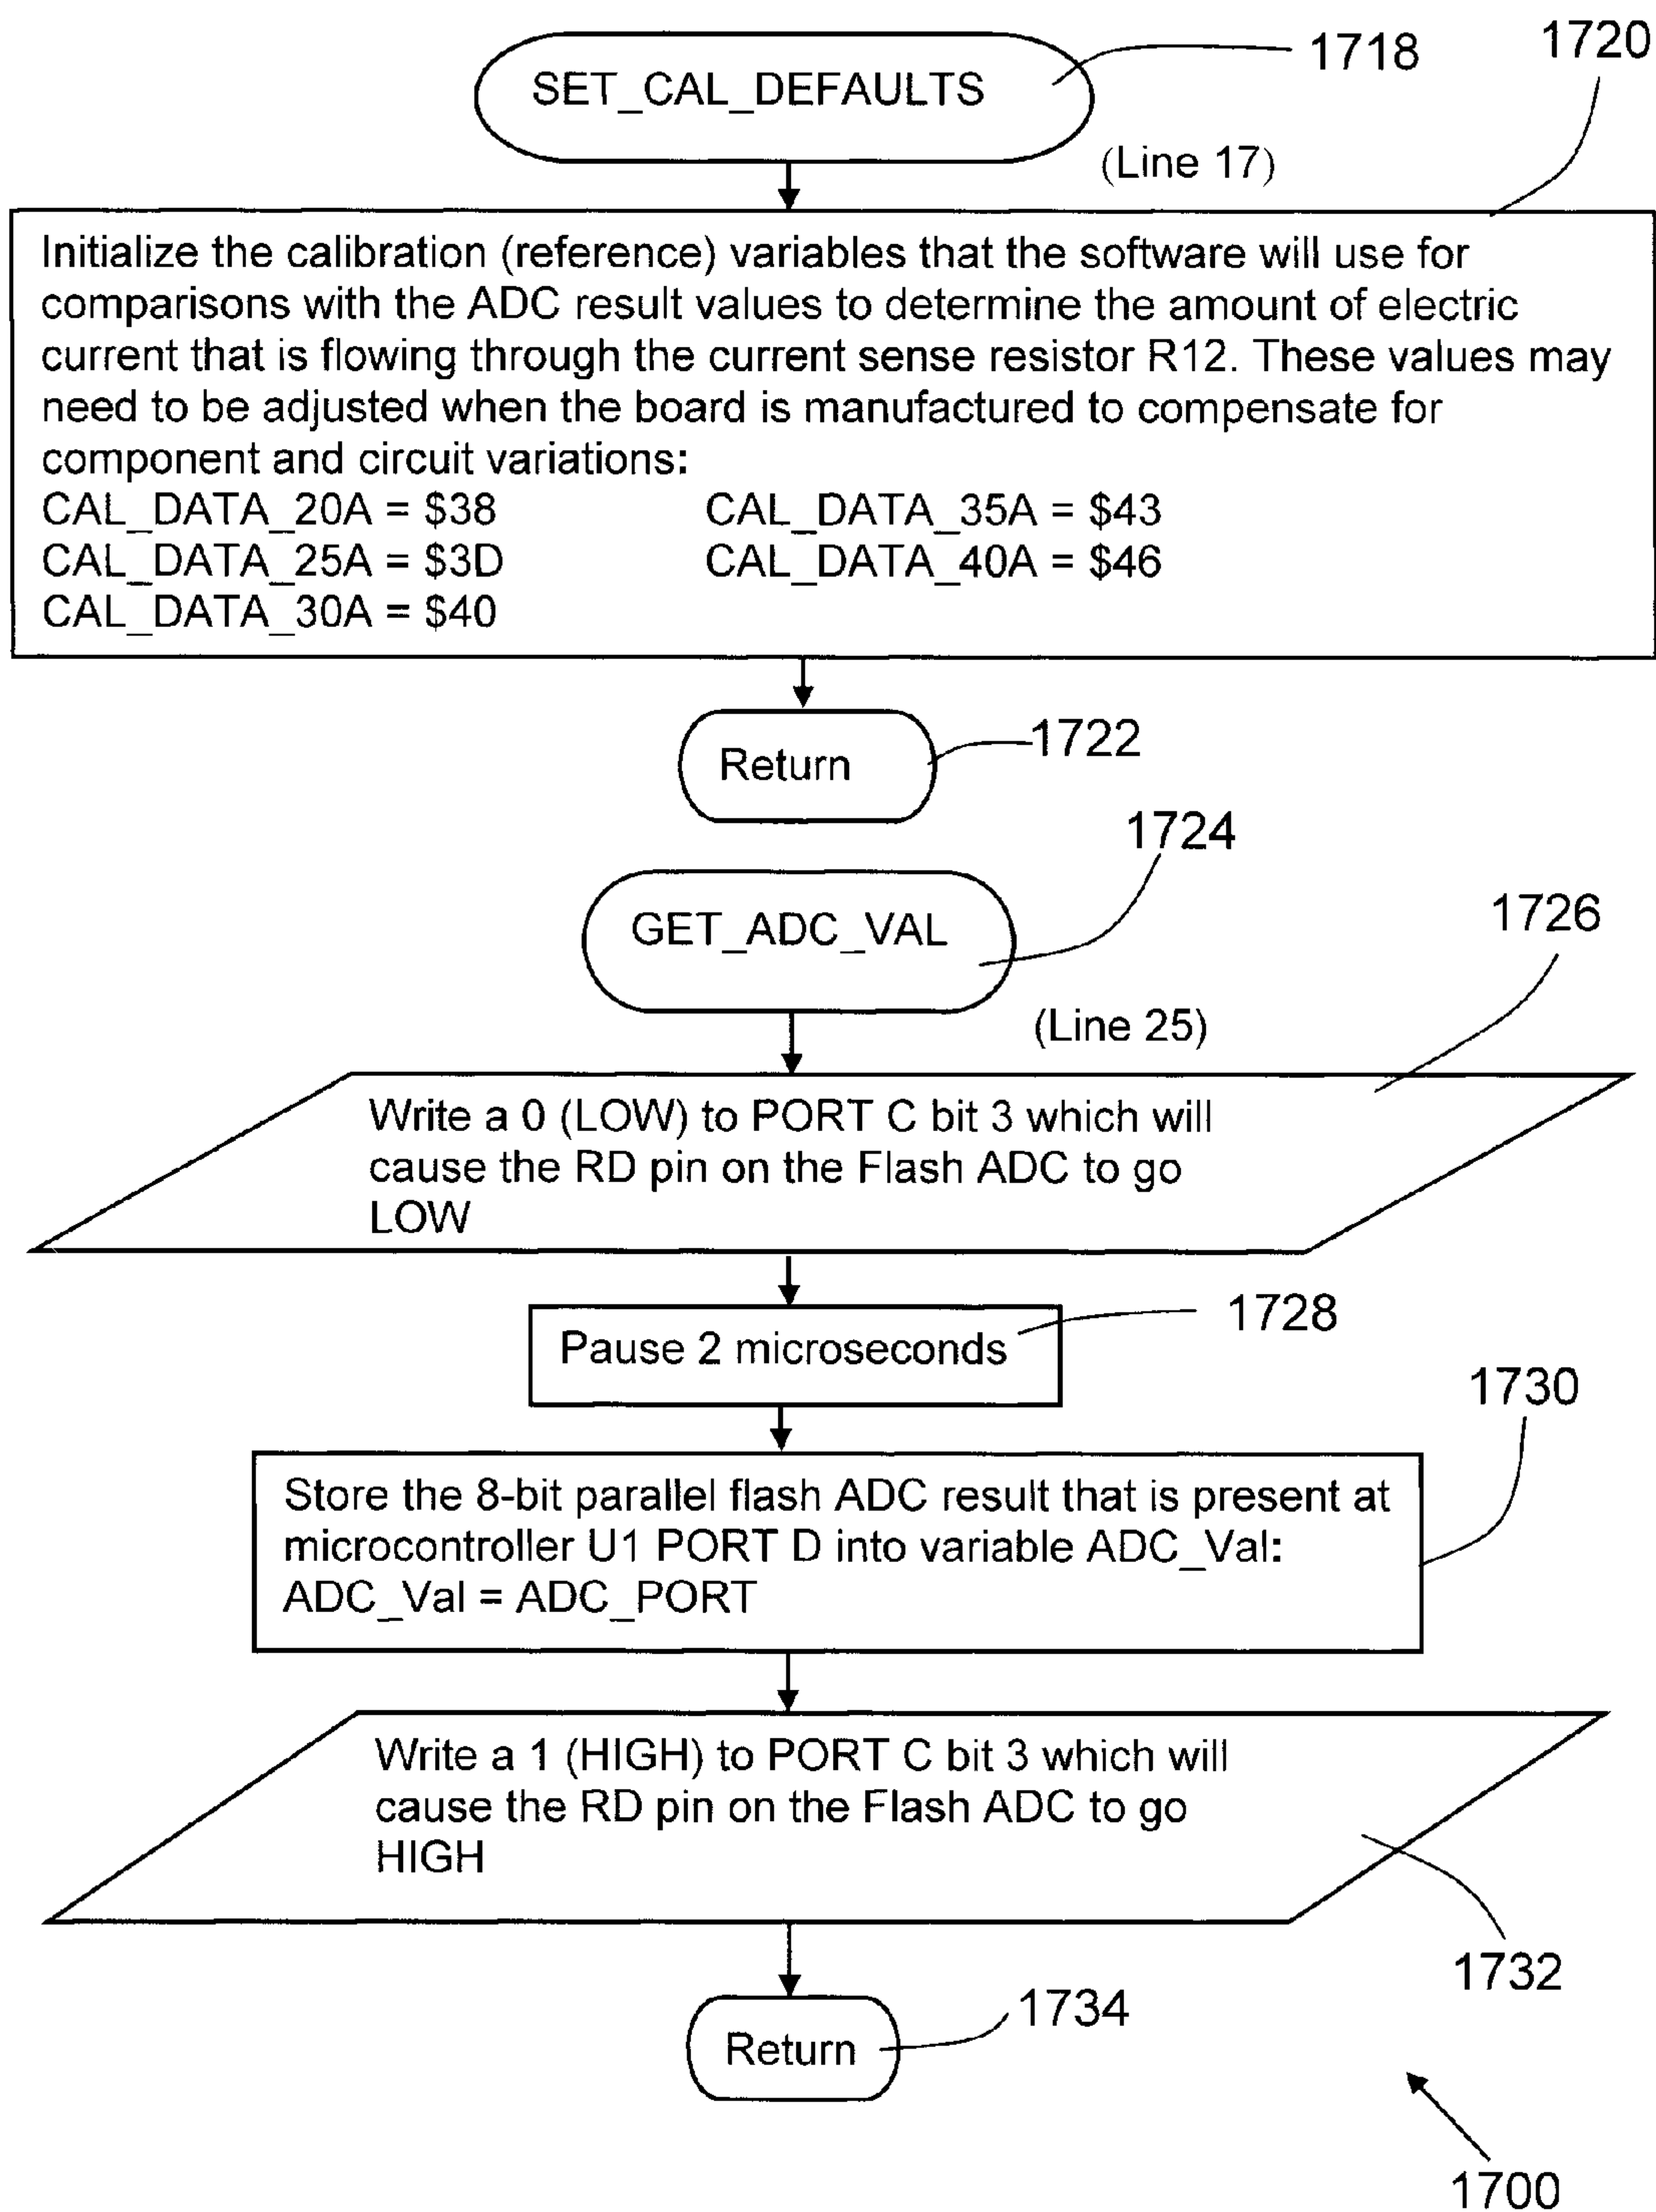 1718
1720
SET_CAL_DEFAULTS
(Line 17)
Initialize the calibration (reference) variables that the software will use for
comparisons with the ADC result values to determine the amount of electric
current that is flowing through the current sense resistor R12. These values may
need to be adjusted when the board is manufactured to compensate for
component and circuit variations:
CAL_DATA_20A = $38 CAL_DATA_35A = $43
CAL_DATA_25A = $3D CAL_DATA_40A = $46
CAL_DATA_30A = $40
Return
1722
1724
GET_ADC_VAL
1726
(Line 25)
Write a 0 (LOW) to PORT C bit 3 which will
cause the RD pin on the Flash ADC to go
LOW
Pause 2 microseconds
1728
1730
Store the 8-bit parallel flash ADC result that is present at
microcontroller U1 PORT D into variable ADC_Val:
ADC_Val = ADC_PORT
Write a 1 (HIGH) to PORT C bit 3 which will
cause the RD pin on the Flash ADC to go
HIGH
1732
Return
1734
1700